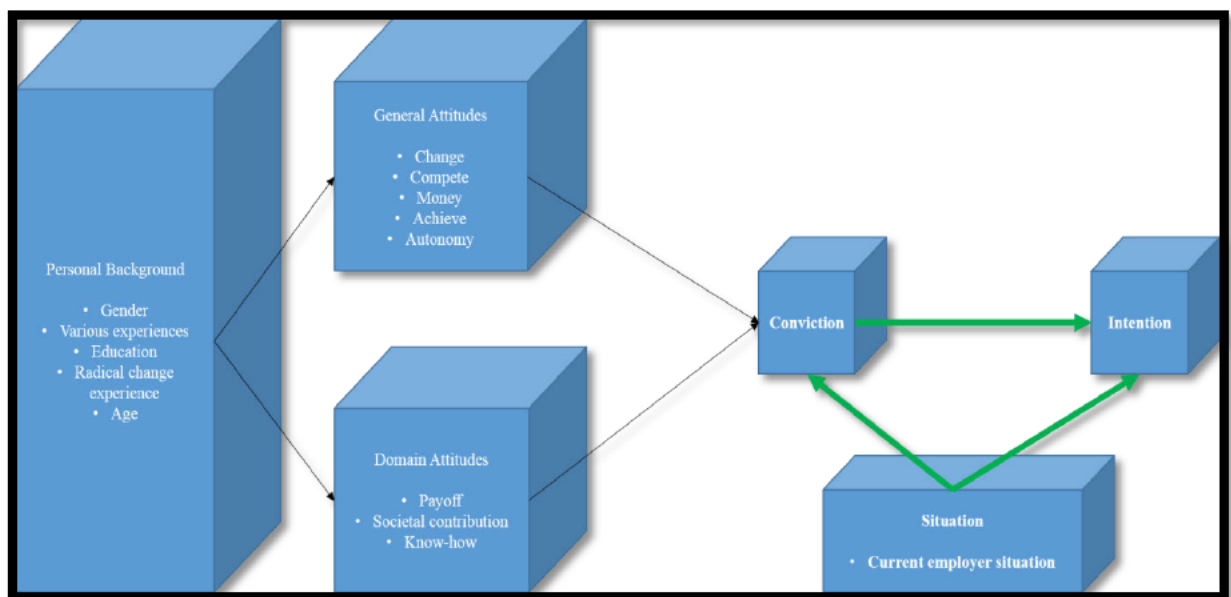 Personal Background
• Gender
• Various experiences
• Education
• Radical change
experience
• Age
General Attitudes
• Change
• Compete
• Money
• Achieve
• Autonomy
Domain Attitudes
• Payoff
• Societal contribution
• Know-how
Conviction
Intention
Situation
• Current employer situation